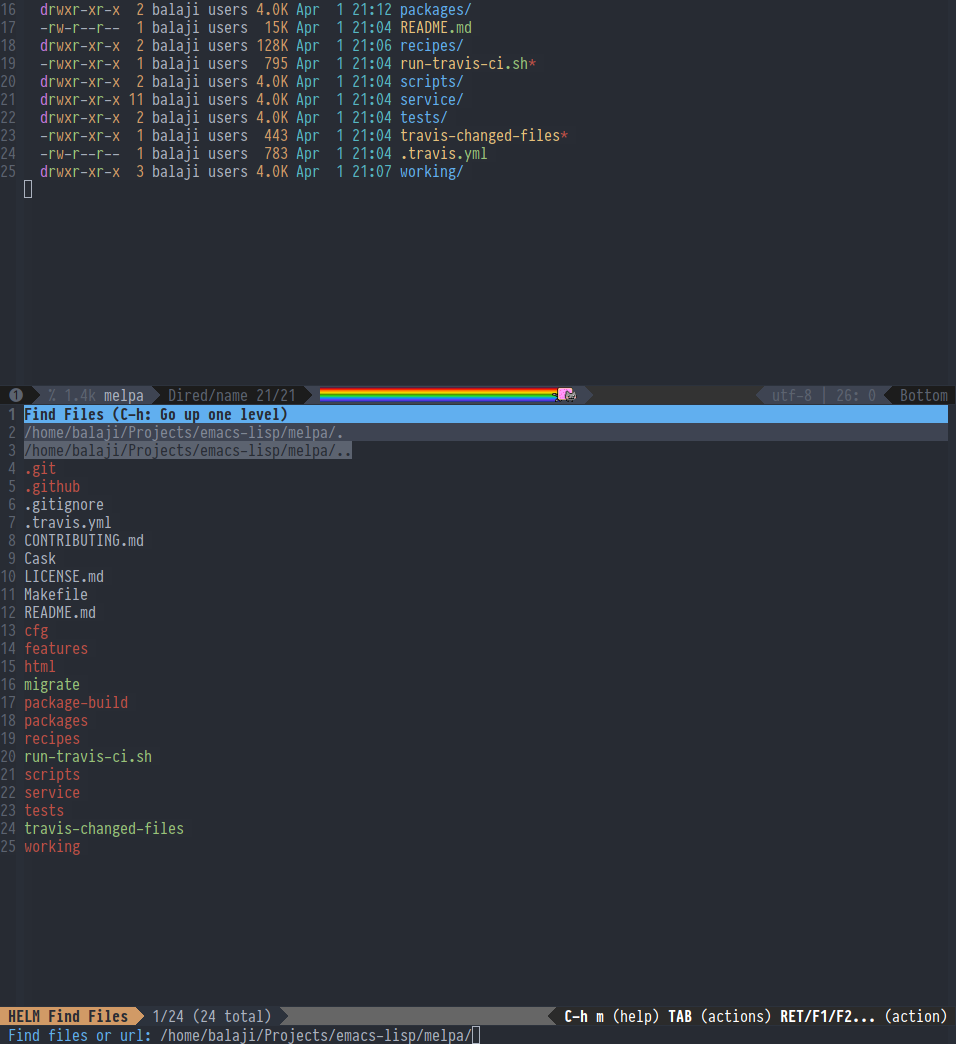 16   drwxr-xr-x  2 balaji users 4.0K Apr  1 21:12 packages/
17   -rw-r--r--  1 balaji users  15K Apr  1 21:04 README.md
18   drwxr-xr-x  2 balaji users 128K Apr  1 21:06 recipes/
19   -rwxr-xr-x  1 balaji users  795 Apr  1 21:04 run-travis-ci.sh*
20   drwxr-xr-x  2 balaji users 4.0K Apr  1 21:04 scripts/
21   drwxr-xr-x 11 balaji users 4.0K Apr  1 21:04 service/
22   drwxr-xr-x  2 balaji users 4.0K Apr  1 21:04 tests/
23   -rwxr-xr-x  1 balaji users  443 Apr  1 21:04 travis-changed-files*
24   -rw-r--r--  1 balaji users  783 Apr  1 21:04 .travis.yml
25   drwxr-xr-x  3 balaji users 4.0K Apr  1 21:07 working/
1 % 1.4k melpa Dired/name 21/21 utf-8 | 26: 0 Bottom
1 Find Files (C-h: Go up one level)
2 /home/balaji/Projects/emacs-lisp/melpa/.
3 /home/balaji/Projects/emacs-lisp/melpa/..
4 .git
5 .github
6 .gitignore
7 .travis.yml
8 CONTRIBUTING.md
9 Cask
10 LICENSE.md
11 Makefile
12 README.md
13 cfg
14 features
15 html
16 migrate
17 package-build
18 packages
19 recipes
20 run-travis-ci.sh
21 scripts
22 service
23 tests
24 travis-changed-files
25 working
HELM Find Files 1/24 (24 total) C-h m (help) TAB (actions) RET/F1/F2... (action)
Find files or url: /home/balaji/Projects/emacs-lisp/melpa/